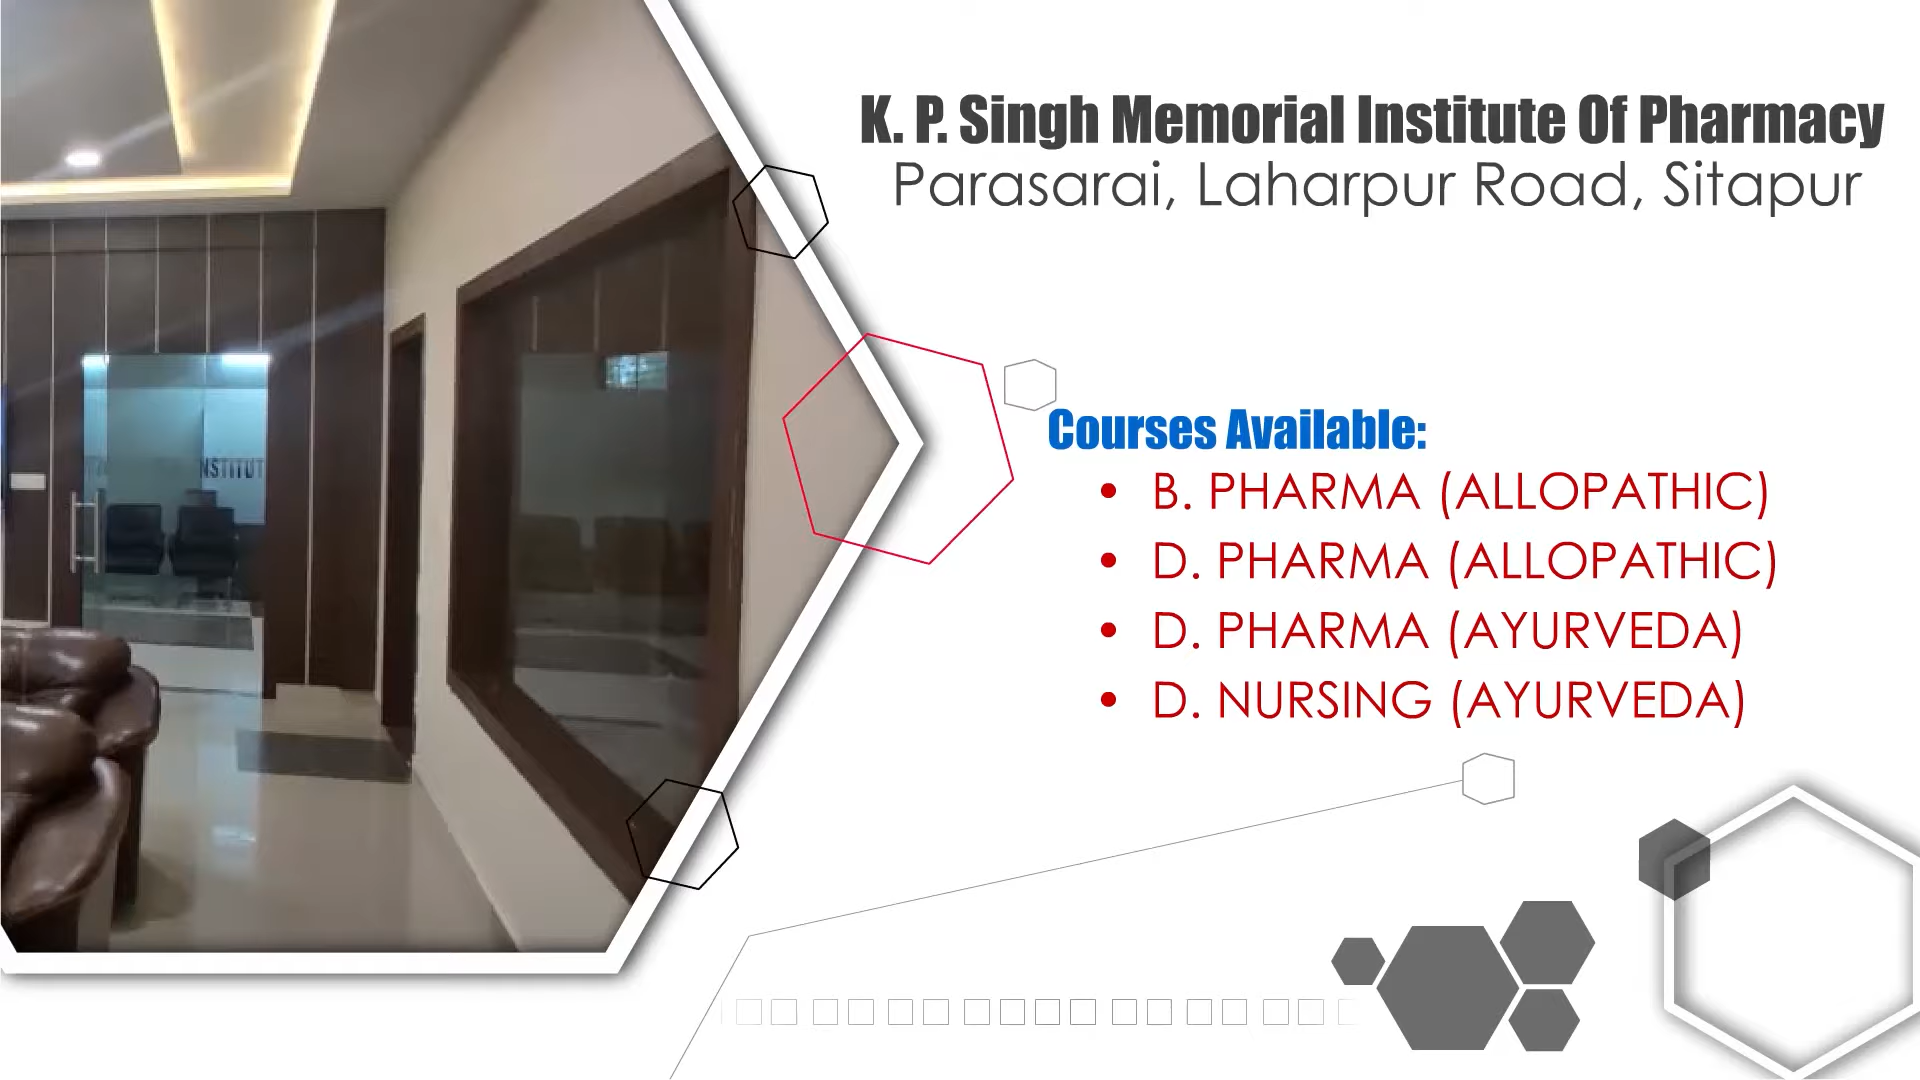 K. P. Singh Memorial Institute Of Pharmacy
Parasarai, Laharpur Road, Sitapur
Courses Available:
• B. PHARMA (ALLOPATHIC)
• D. PHARMA (ALLOPATHIC)
• D. PHARMA (AYURVEDA)
• D. NURSING (AYURVEDA)
INSTITUT